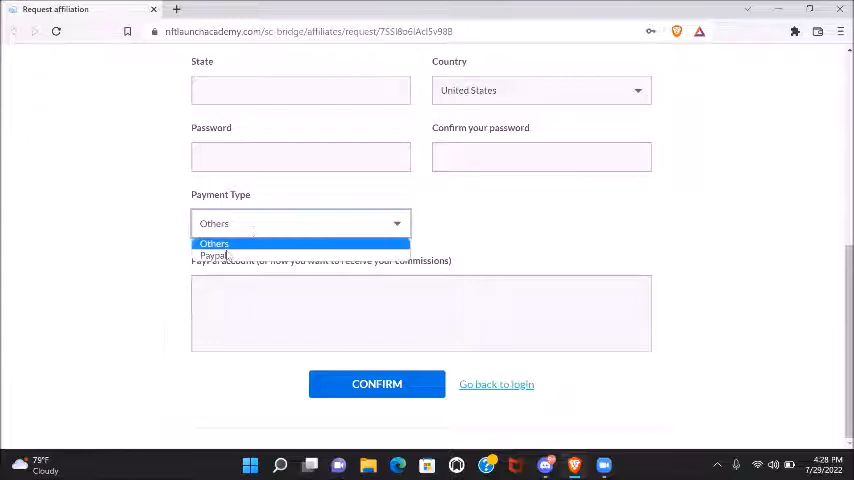 Request affiliation
nftlaunchacademy.com/sc-bridge/affiliates/request/
State
Country
United States
Password
Confirm your password
Payment Type
Others
Others
Paypal
PayPal account (or how you want to receive your commissions)
CONFIRM
Go back to login
79°F
Cloudy
4:28 PM
7/29/2022